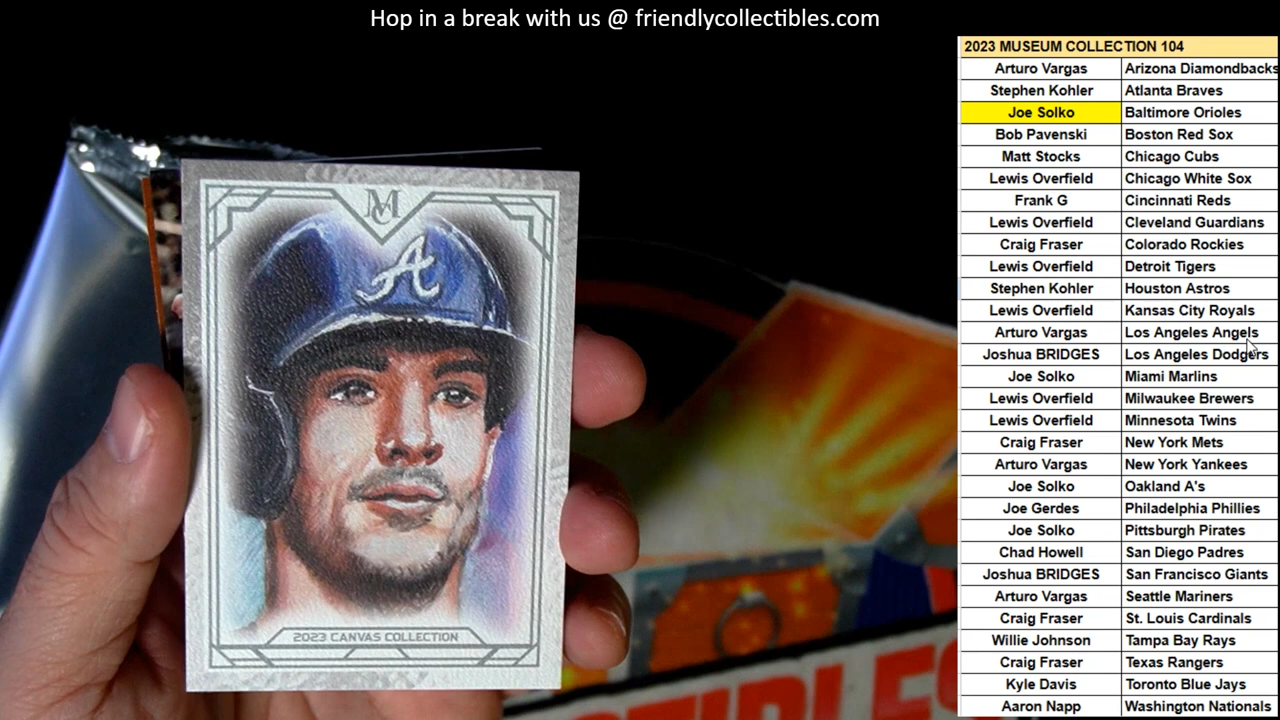 Hop in a break with us @ friendlycollectibles.com
2023 MUSEUM COLLECTION 104
Arturo Vargas Arizona Diamondbacks
Stephen Kohler Atlanta Braves
Joe Solko Baltimore Orioles
Bob Pavenski Boston Red Sox
Matt Stocks Chicago Cubs
Lewis Overfield Chicago White Sox
Frank G Cincinnati Reds
Lewis Overfield Cleveland Guardians
Craig Fraser Colorado Rockies
Lewis Overfield Detroit Tigers
Stephen Kohler Houston Astros
Lewis Overfield Kansas City Royals
Arturo Vargas Los Angeles Angels
Joshua BRIDGES Los Angeles Dodgers
Joe Solko Miami Marlins
Lewis Overfield Milwaukee Brewers
Lewis Overfield Minnesota Twins
Craig Fraser New York Mets
Arturo Vargas New York Yankees
Joe Solko Oakland A's
Joe Gerdes Philadelphia Phillies
Joe Solko Pittsburgh Pirates
Chad Howell San Diego Padres
Joshua BRIDGES San Francisco Giants
Arturo Vargas Seattle Mariners
Craig Fraser St. Louis Cardinals
Willie Johnson Tampa Bay Rays
Craig Fraser Texas Rangers
Kyle Davis Toronto Blue Jays
Aaron Napp Washington Nationals
MC
A
2023 CANVAS COLLECTION